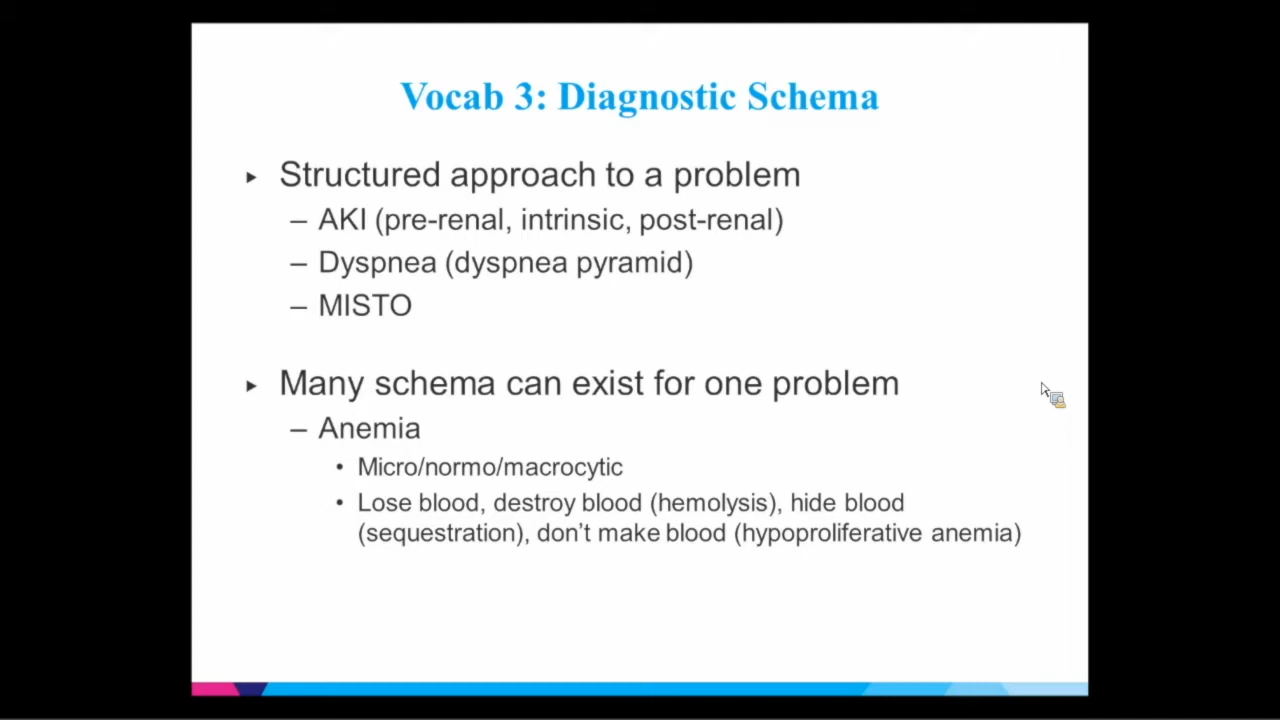 Vocab 3: Diagnostic Schema
▸ Structured approach to a problem
– AKI (pre-renal, intrinsic, post-renal)
– Dyspnea (dyspnea pyramid)
– MISTO
▸ Many schema can exist for one problem
– Anemia
• Micro/normo/macrocytic
• Lose blood, destroy blood (hemolysis), hide blood
(sequestration), don’t make blood (hypoproliferative anemia)